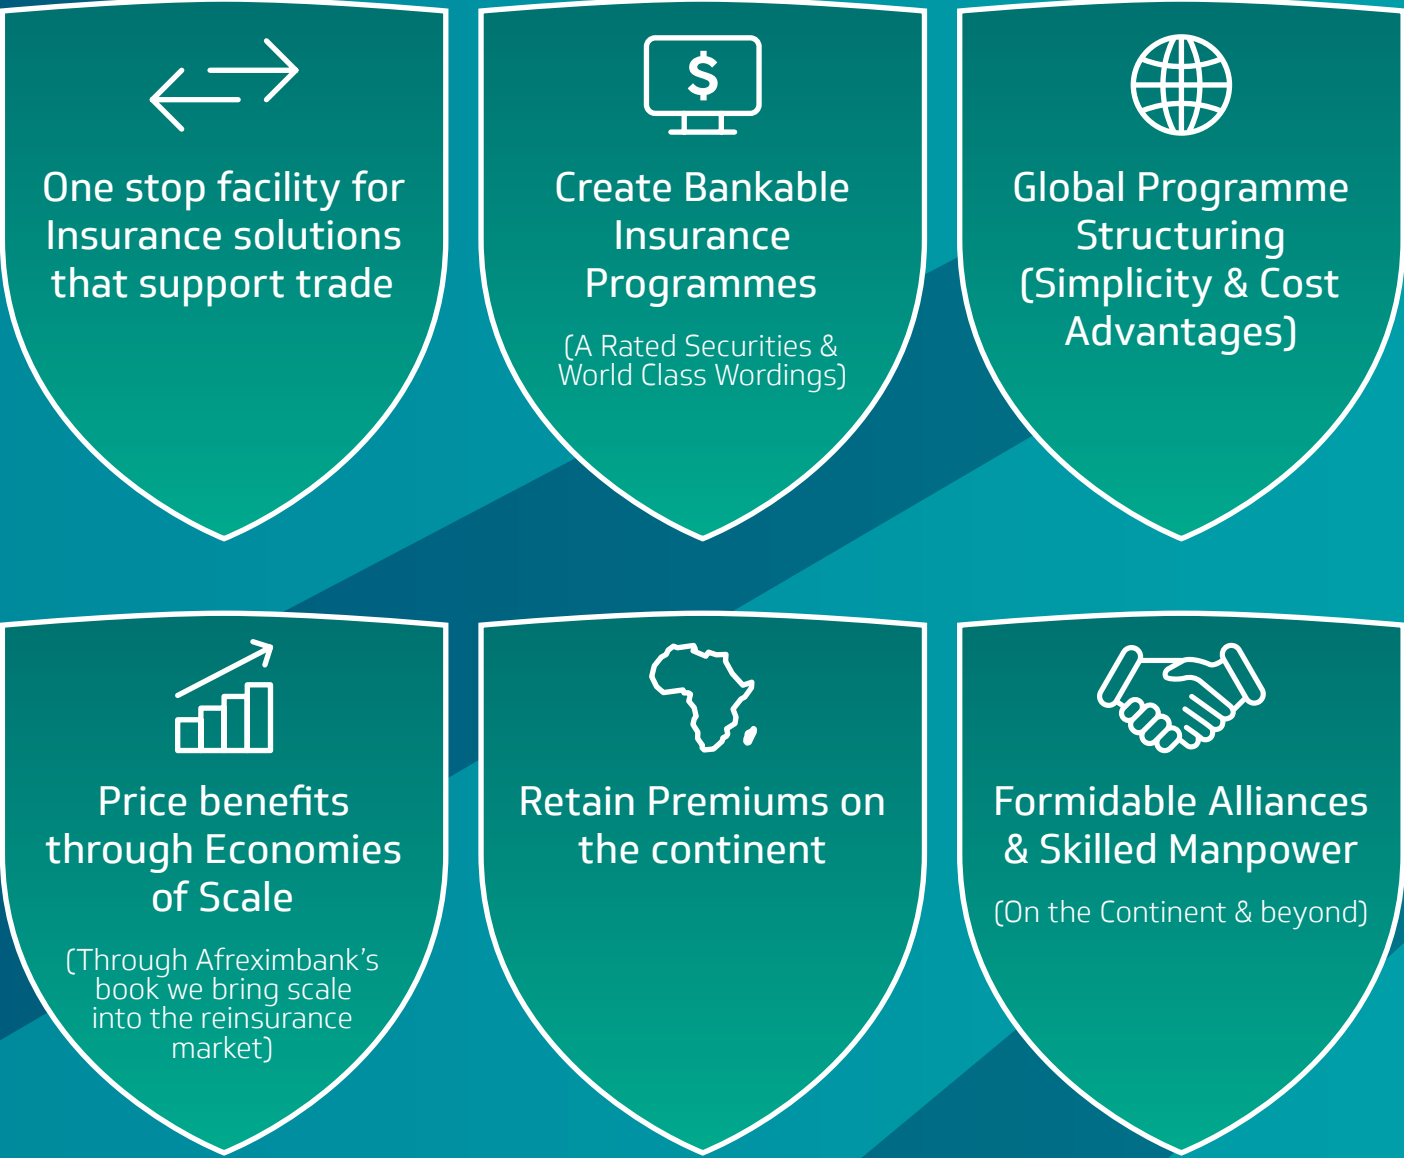 $
One stop facility for
Insurance solutions
that support trade
Create Bankable
Insurance
Programmes
(A Rated Securities &
World Class Wordings)
Global Programme
Structuring
(Simplicity & Cost
Advantages)
Price benefits
through Economies
of Scale
(Through Afreximbank’s
book we bring scale
into the reinsurance
market)
Retain Premiums on
the continent
Formidable Alliances
& Skilled Manpower
(On the Continent & beyond)